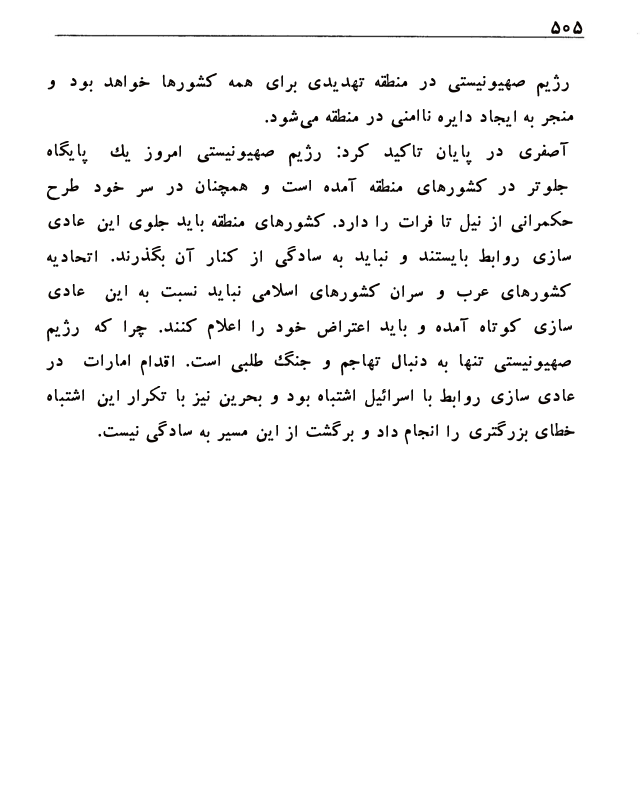 ۵۰۵
رژیم صهیونیستی در منطقه تهدیدی برای همه کشورها خواهد بود و
منجر به ایجاد دایره ناامنی در منطقه می‌شود.
آصفری در پایان تاکید کرد: رژیم صهیونیستی امروز یك پایگاه
جلوتر در کشورهای منطقه آمده است و همچنان در سر خود طرح
حکمرانی از نیل تا فرات را دارد. کشورهای منطقه باید جلوی این عادی
سازی روابط بایستند و نباید به سادگی از کنار آن بگذرند. اتحادیه
کشورهای عرب و سران کشورهای اسلامی نباید نسبت به این عادی
سازی کوتاه آمده و باید اعتراض خود را اعلام کنند. چرا که رژیم
صهیونیستی تنها به دنبال تهاجم و جنگ طلبی است. اقدام امارات در
عادی سازی روابط با اسرائیل اشتباه بود و بحرین نیز با تکرار این اشتباه
خطای بزرگتری را انجام داد و برگشت از این مسیر به سادگی نیست.